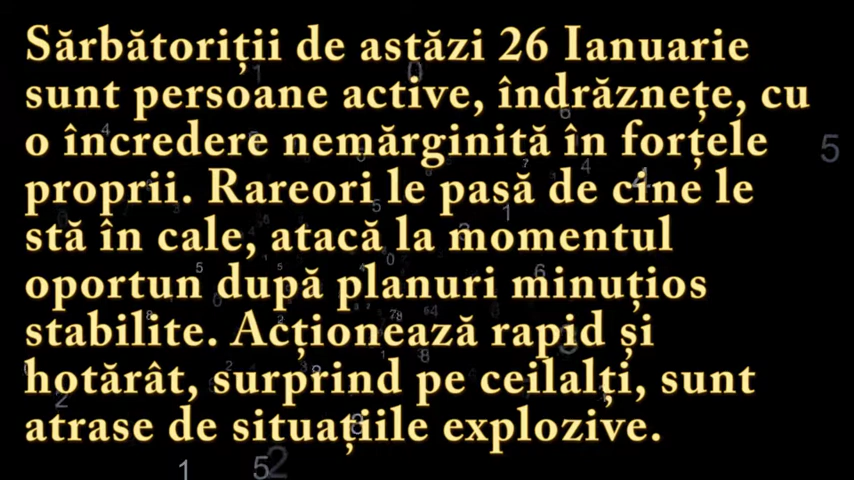 Sărbătoriții de astăzi 26 Ianuarie
sunt persoane active, îndrăznețe, cu
o încredere nemărginită în forțele
proprii. Rareori le pasă de cine le
stă în cale, atacă la momentul
oportun după planuri minuțios
stabilite. Acționează rapid și
hotărât, surprind pe ceilalți, sunt
atrase de situațiile explozive.